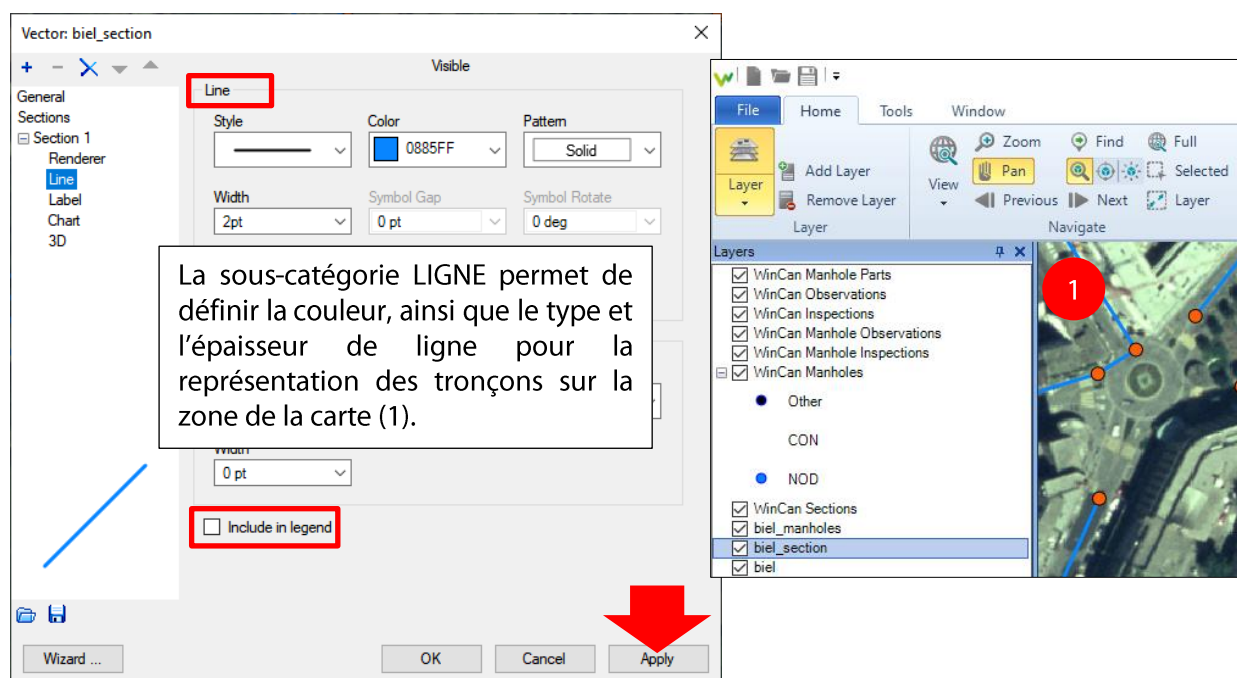 Vector: biel_section
Visible
General
Sections
Section 1
Renderer
Line
Label
Chart
3D
Line
Style
Color
Pattern
0885FF
Solid
Width
Symbol Gap
Symbol Rotate
2pt
0 pt
0 deg
La sous-catégorie LIGNE permet de
définir la couleur, ainsi que le type et
l'épaisseur de ligne pour la
représentation des tronçons sur la
zone de la carte (1).
Width
0 pt
Include in legend
Wizard ...
OK
Cancel
Apply
File
Home
Tools
Window
Layer
Add Layer
Remove Layer
Layer
View
Zoom
Find
Full
Pan
Selected
Previous
Next
Layer
Navigate
Layers
WinCan Manhole Parts
WinCan Observations
WinCan Inspections
WinCan Manhole Observations
WinCan Manhole Inspections
WinCan Manholes
Other
CON
NOD
WinCan Sections
biel_manholes
biel_section
biel
1